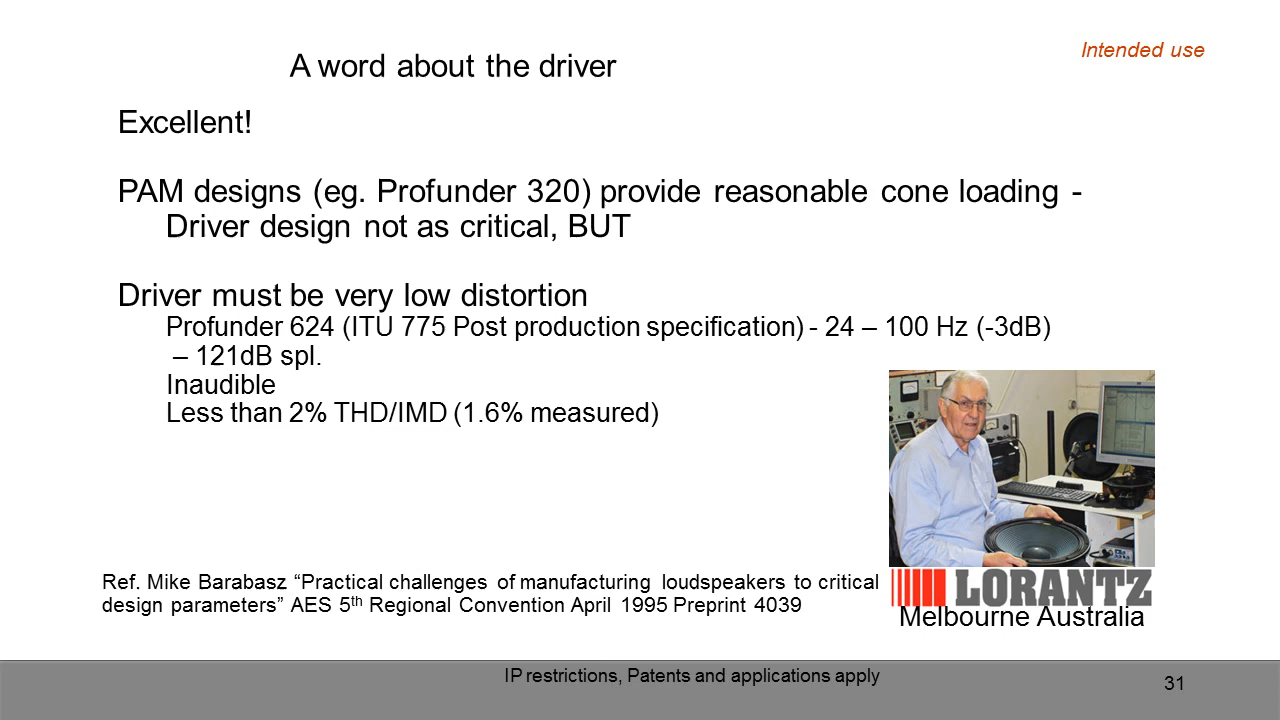 A word about the driver
Intended use
Excellent!
PAM designs (eg. Profunder 320) provide reasonable cone loading -
Driver design not as critical, BUT
Driver must be very low distortion
Profunder 624 (ITU 775 Post production specification) - 24 – 100 Hz (-3dB)
– 121dB spl.
Inaudible
Less than 2% THD/IMD (1.6% measured)
Ref. Mike Barabasz “Practical challenges of manufacturing loudspeakers to critical
design parameters” AES 5th Regional Convention April 1995 Preprint 4039
LORANTZ
Melbourne Australia
IP restrictions, Patents and applications apply
31